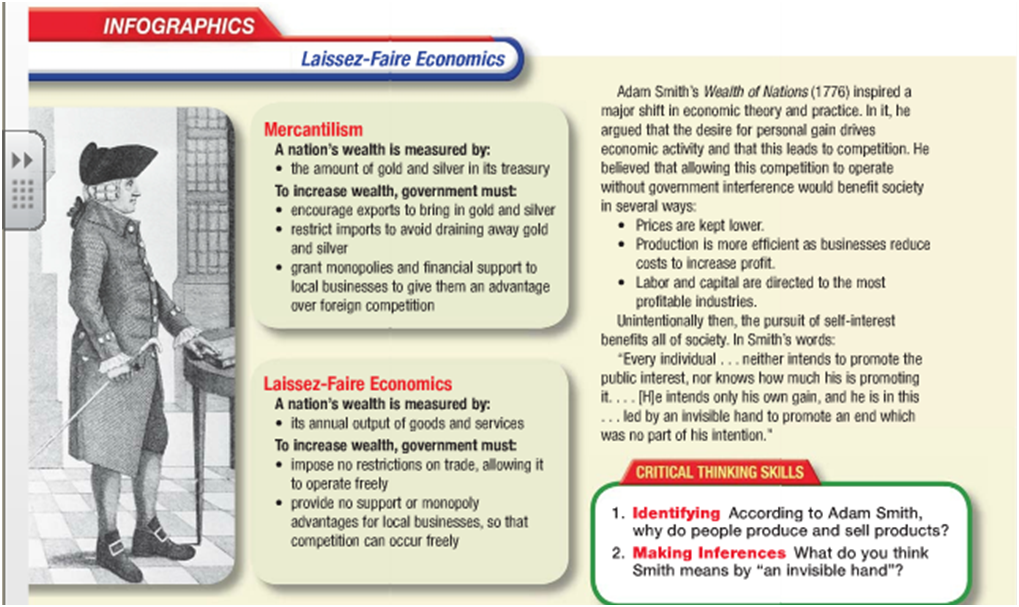 INFOGRAPHICS
Laissez-Faire Economics
Mercantilism
A nation's wealth is measured by:
• the amount of gold and silver in its treasury
To increase wealth, government must:
• encourage exports to bring in gold and silver
• restrict imports to avoid draining away gold
and silver
• grant monopolies and financial support to
local businesses to give them an advantage
over foreign competition
Laissez-Faire Economics
A nation's wealth is measured by:
• its annual output of goods and services
To increase wealth, government must:
• impose no restrictions on trade, allowing it
to operate freely
• provide no support or monopoly
advantages for local businesses, so that
competition can occur freely
Adam Smith's Wealth of Nations (1776) inspired a
major shift in economic theory and practice. In it, he
argued that the desire for personal gain drives
economic activity and that this leads to competition. He
believed that allowing this competition to operate
without government interference would benefit society
in several ways:
• Prices are kept lower.
• Production is more efficient as businesses reduce
costs to increase profit.
• Labor and capital are directed to the most
profitable industries.
Unintentionally then, the pursuit of self-interest
benefits all of society. In Smith's words:
"Every individual . . . neither intends to promote the
public interest, nor knows how much his is promoting
it. . . . [H]e intends only his own gain, and he is in this
. . . led by an invisible hand to promote an end which
was no part of his intention."
CRITICAL THINKING SKILLS
1. Identifying According to Adam Smith,
why do people produce and sell products?
2. Making Inferences What do you think
Smith means by "an invisible hand"?